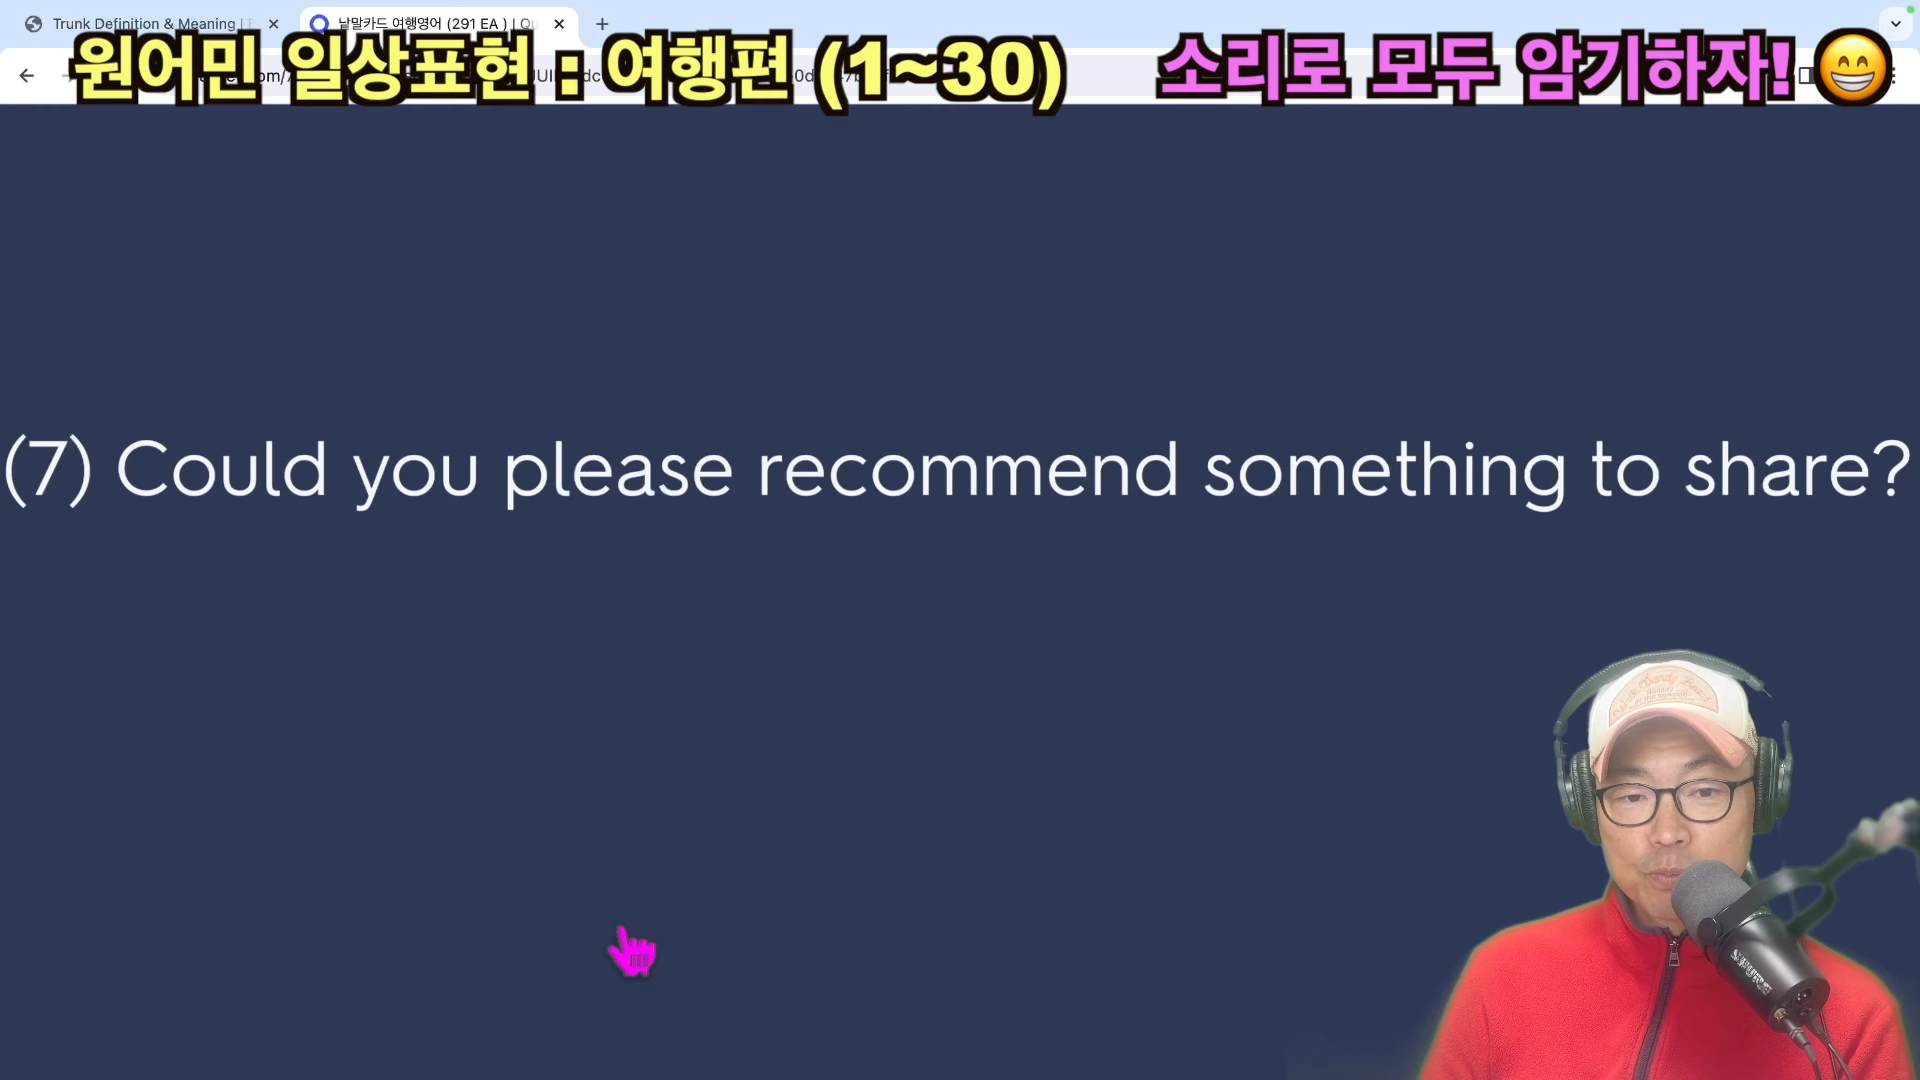 Trunk Definition & Meaning |
낱말카드 여행영어 (291 EA ) | Qu
원어민 일상표현 : 여행편 (1~30)
소리로 모두 암기하자!
(7) Could you please recommend something to share?
SHURE